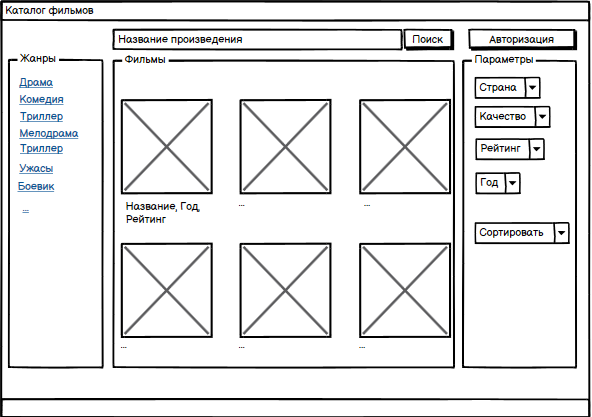 Каталог фильмов
Название произведения
Поиск
Авторизация
Жанры
Драма
Комедия
Триллер
Мелодрама
Триллер
Ужасы
Боевик
...
Фильмы
Название, Год,
Рейтинг
...
...
...
...
...
Параметры
Страна
Качество
Рейтинг
Год
Сортировать